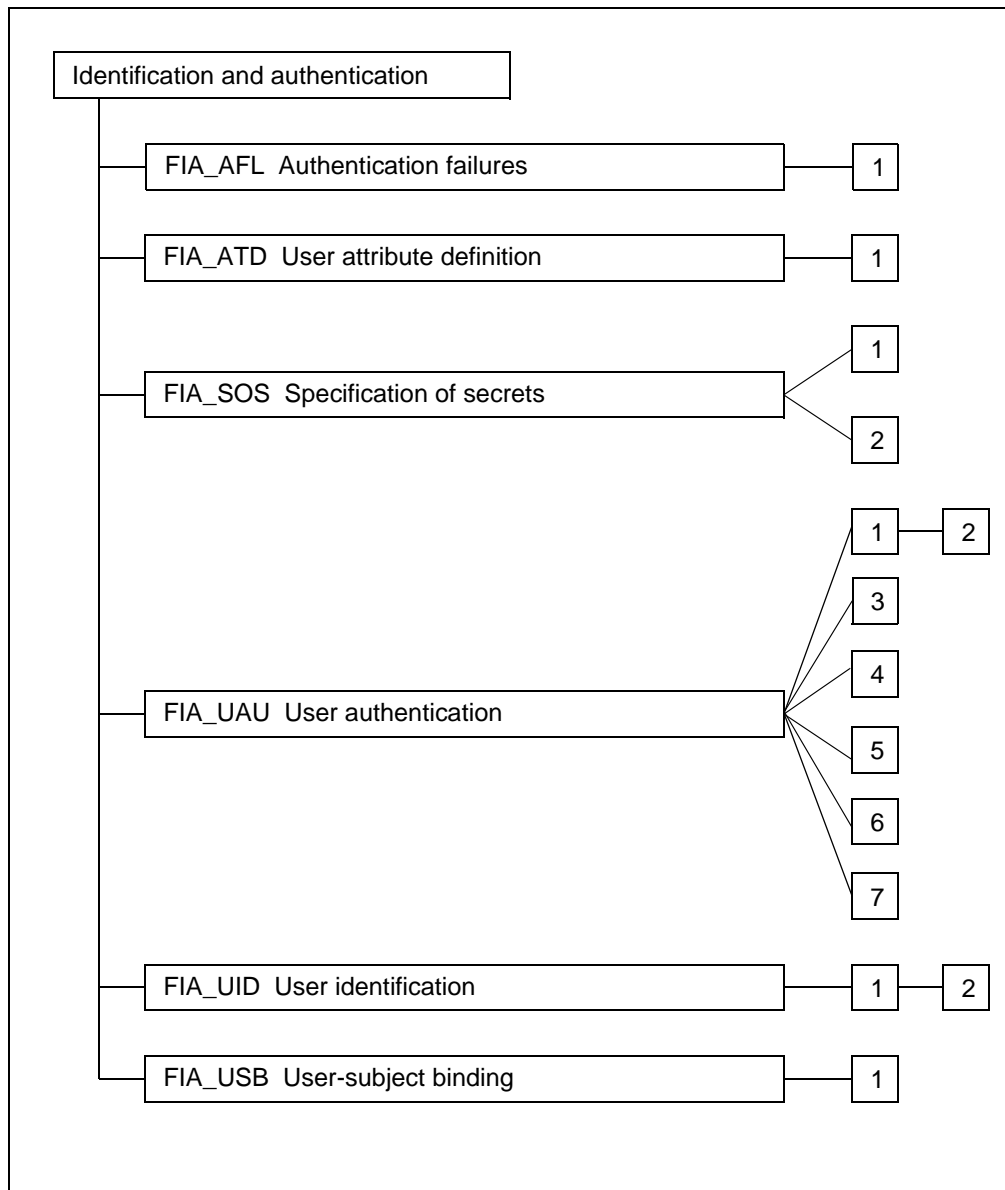 Identification and authentication
FIA_AFL Authentication failures 1
FIA_ATD User attribute definition 1
1
FIA_SOS Specification of secrets
2
1 2
3
4
FIA_UAU User authentication
5
6
7
FIA_UID User identification 1 2
FIA_USB User-subject binding 1